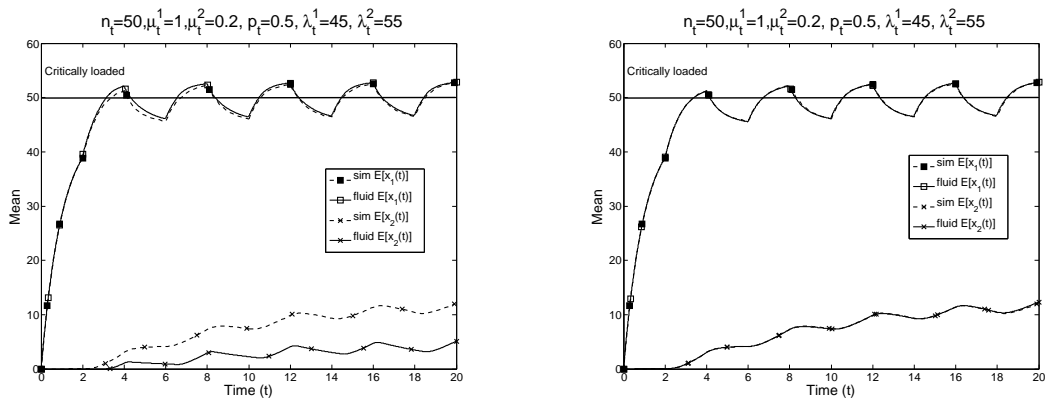 n_t=50,μ_t^1=1,μ_t^2=0.2, p_t=0.5, λ_t^1=45, λ_t^2=55
60
50
40
30
20
10
0
Mean
Critically loaded
sim E[x_1(t)]
fluid E[x_1(t)]
sim E[x_2(t)]
fluid E[x_2(t)]
0 2 4 6 8 10 12 14 16 18 20
Time (t)
n_t=50,μ_t^1=1,μ_t^2=0.2, p_t=0.5, λ_t^1=45, λ_t^2=55
60
50
40
30
20
10
0
Mean
Critically loaded
sim E[x_1(t)]
fluid E[x_1(t)]
sim E[x_2(t)]
fluid E[x_2(t)]
0 2 4 6 8 10 12 14 16 18 20
Time (t)